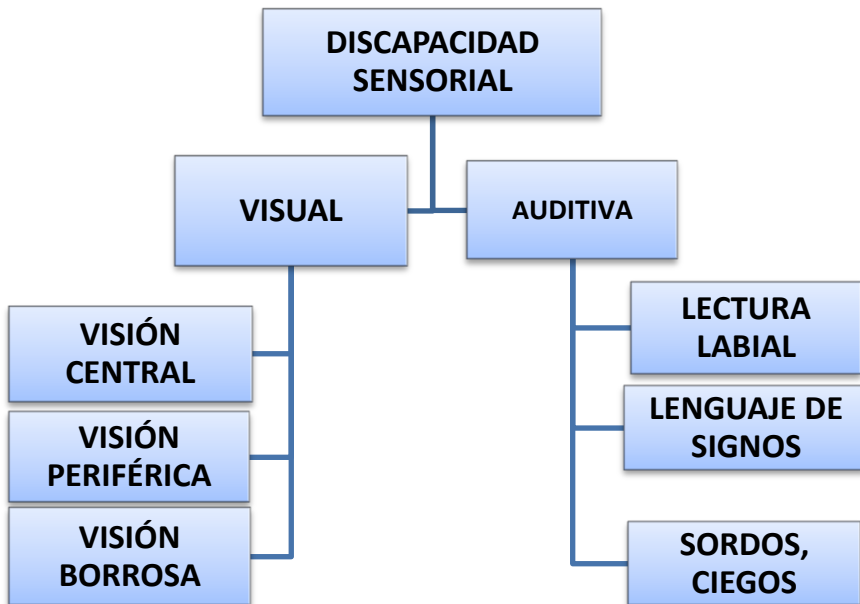 DISCAPACIDAD
SENSORIAL
VISUAL
AUDITIVA
VISIÓN
CENTRAL
VISIÓN
PERIFÉRICA
VISIÓN
BORROSA
LECTURA
LABIAL
LENGUAJE DE
SIGNOS
SORDOS,
CIEGOS